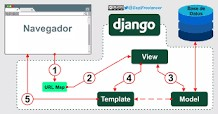 Navegador
django
Base de
Datos
1
URL Map
2
View
4
3
5
Template
Model